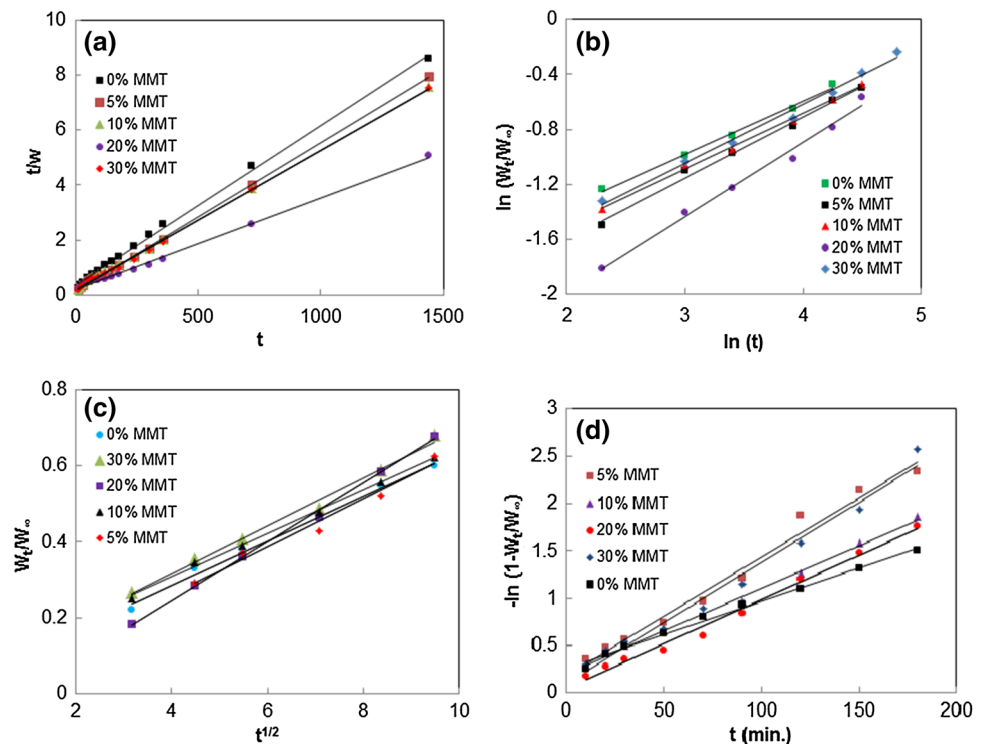 (a)
10
8
6
4
2
0
0% MMT
5% MMT
10% MMT
20% MMT
30% MMT
t/w
0
500
1000
1500
t
(b)
-0
-0.4
-0.8
-1.2
-1.6
-2
ln (Wt/W∞)
0% MMT
5% MMT
10% MMT
20% MMT
30% MMT
2
3
4
5
ln (t)
(c)
0.8
0.6
0.4
0.2
0
0% MMT
30% MMT
20% MMT
10% MMT
5% MMT
Wt/W∞
2
4
6
8
10
t1/2
(d)
3
2.5
2
1.5
1
0.5
0
5% MMT
10% MMT
20% MMT
30% MMT
0% MMT
-ln (1-Wt/W∞)
0
50
100
150
200
t (min.)